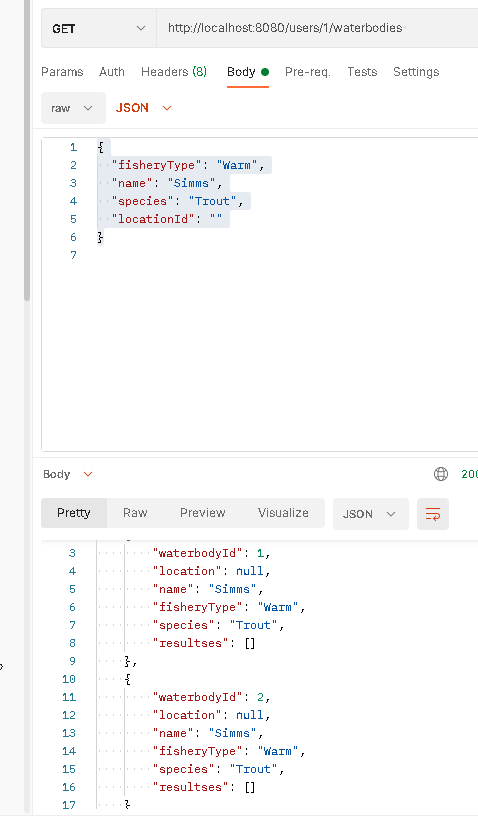 GET http://localhost:8080/users/1/waterbodies
Params Auth Headers (8) Body Pre-req. Tests Settings
raw JSON
1 {
2 "fisheryType": "Warm",
3 "name": "Simms",
4 "species": "Trout",
5 "locationId": ""
6 }
7
Body 200
Pretty Raw Preview Visualize JSON
3 "waterbodyId": 1,
4 "location": null,
5 "name": "Simms",
6 "fisheryType": "Warm",
7 "species": "Trout",
8 "resultses": []
9 },
10 {
11 "waterbodyId": 2,
12 "location": null,
13 "name": "Simms",
14 "fisheryType": "Warm",
15 "species": "Trout",
16 "resultses": []
17 }